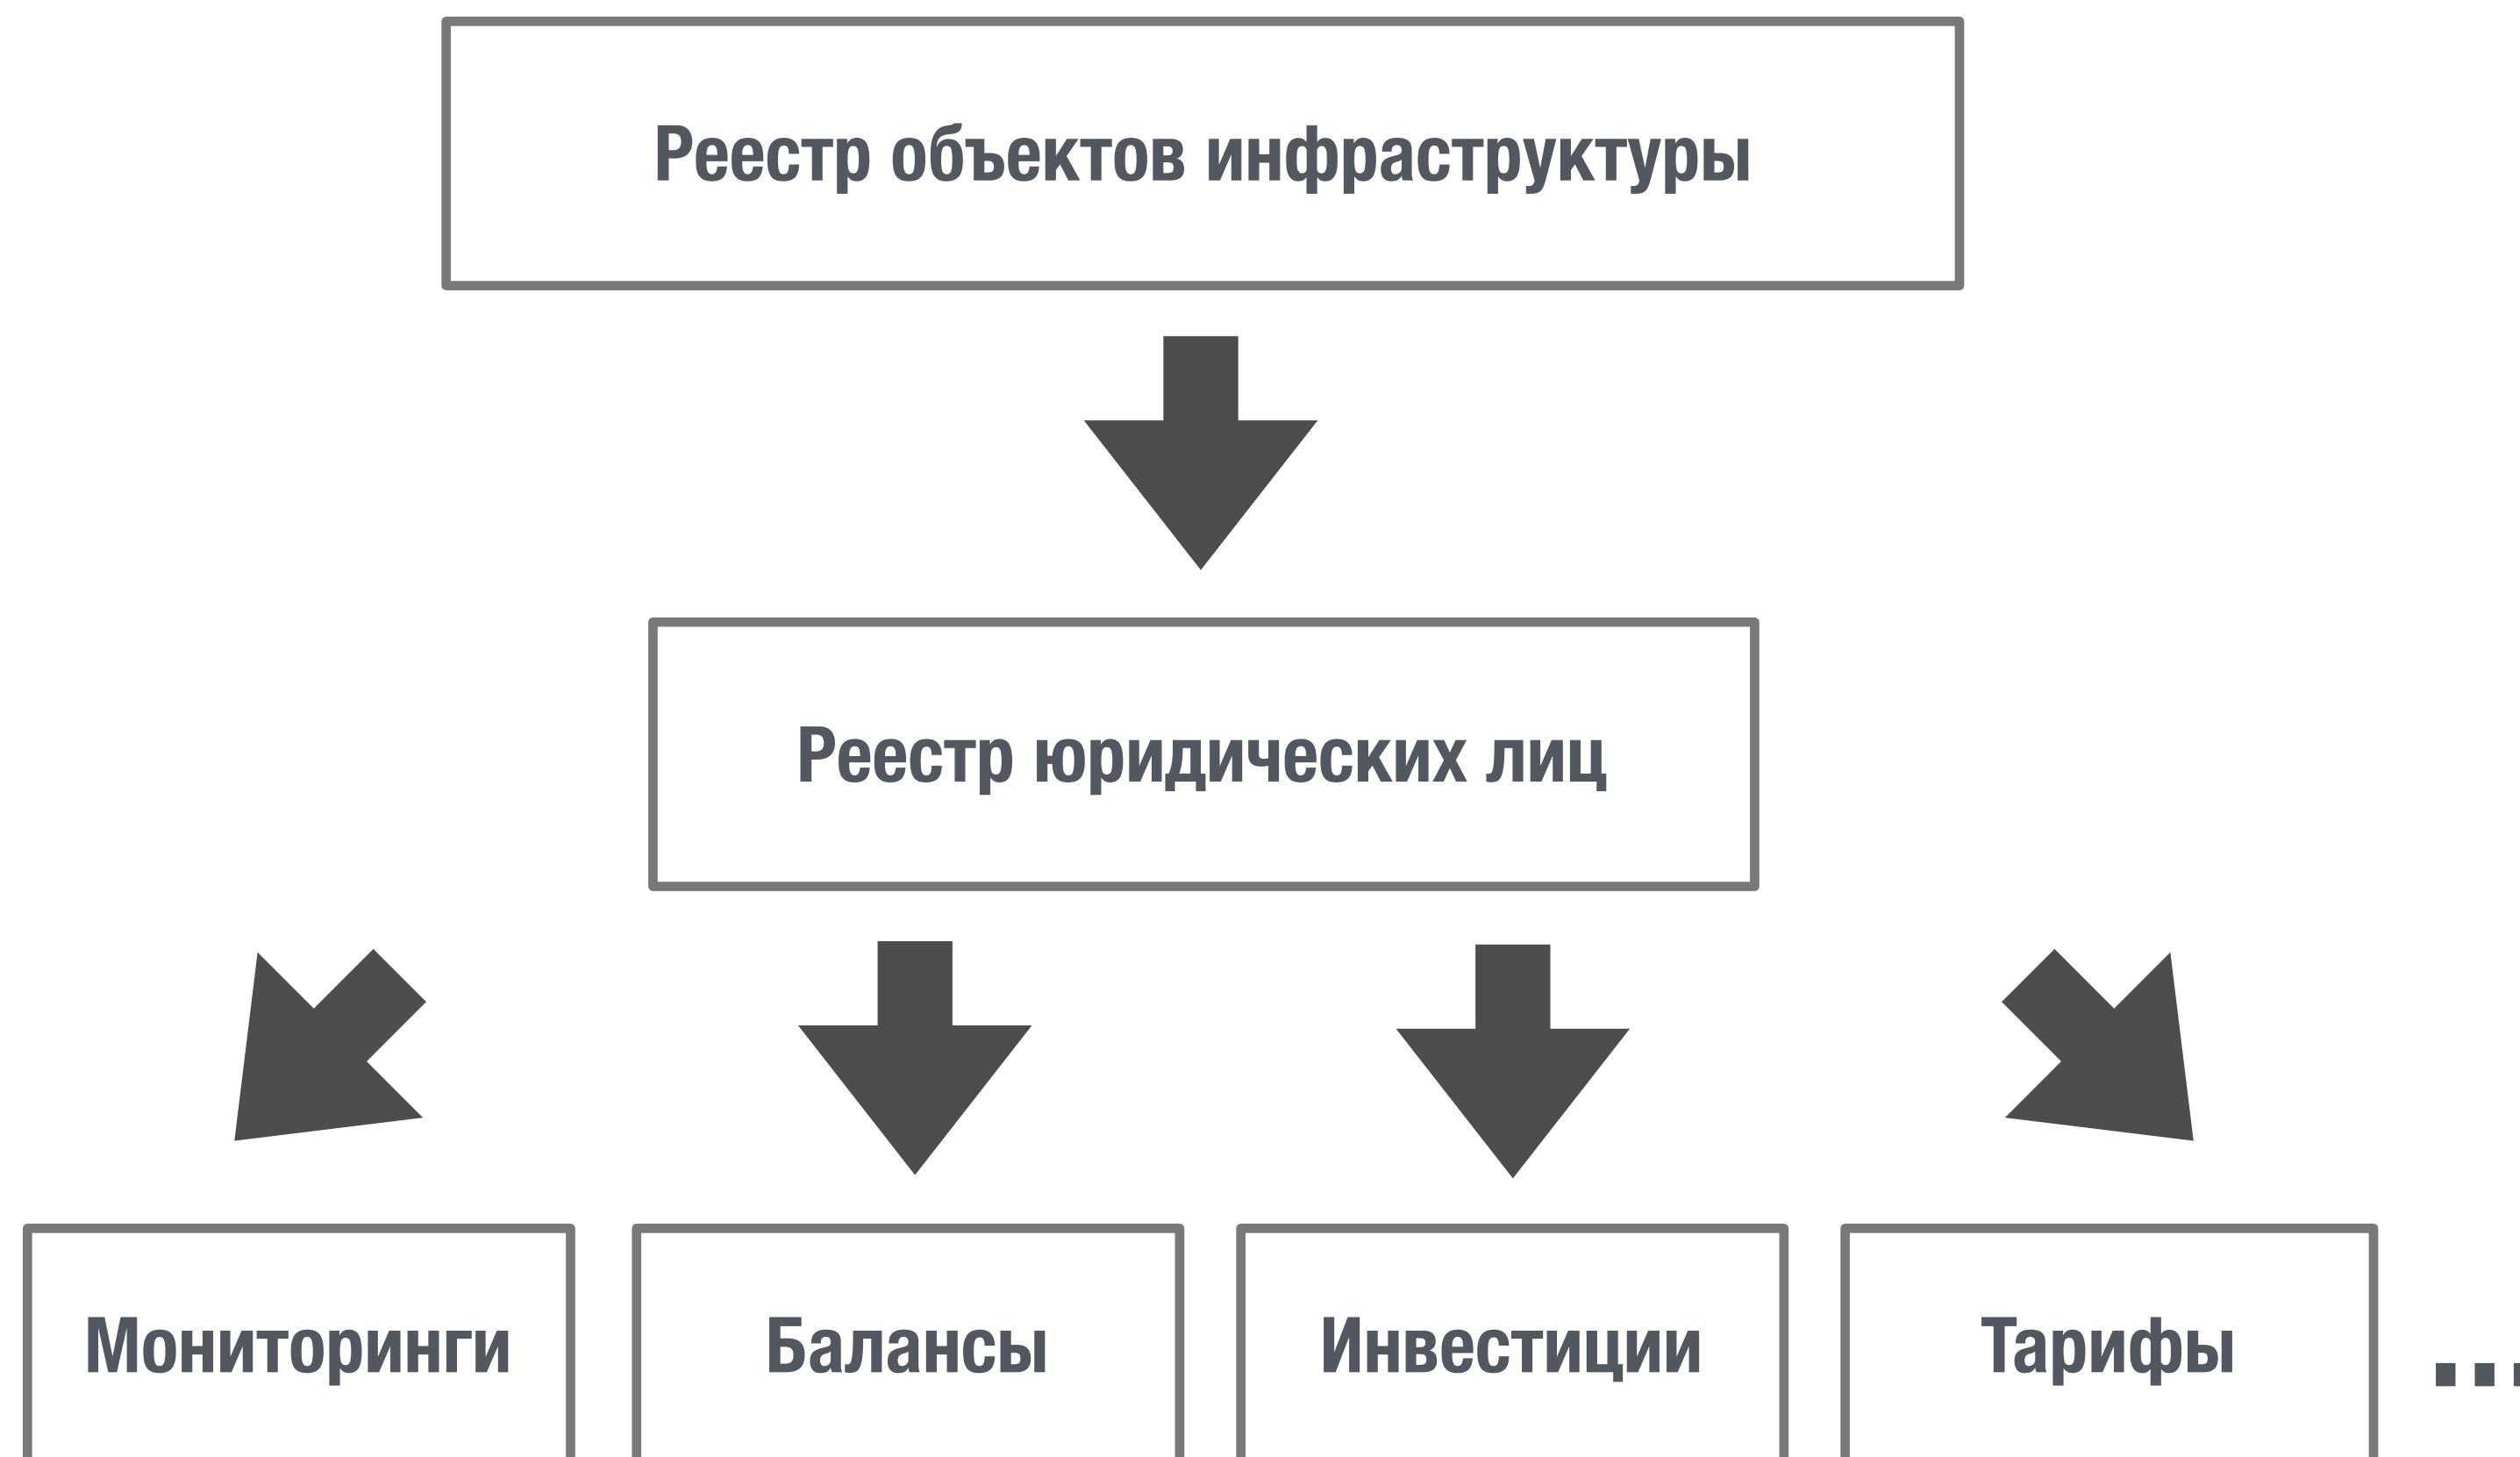 Реестр объектов инфраструктуры
Реестр юридических лиц
Мониторинги
Балансы
Инвестиции
Тарифы
...